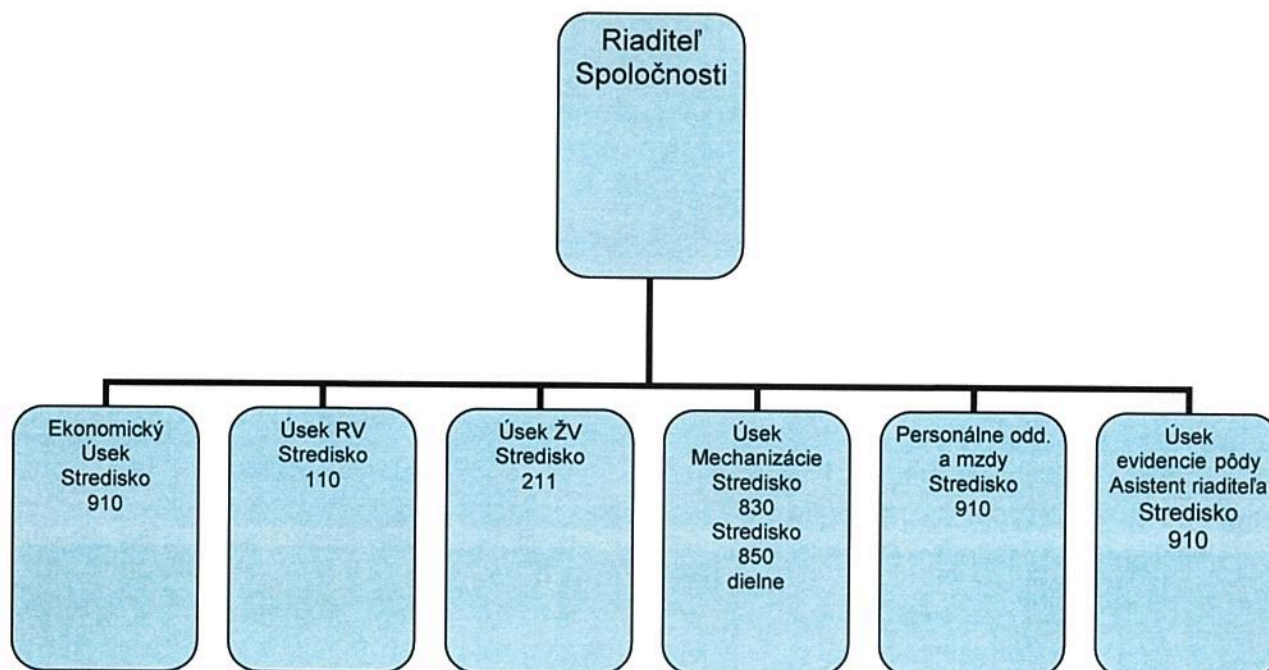 Riaditeľ
Spoločnosti
Ekonomický
Úsek
Stredisko
910
Úsek RV
Stredisko
110
Úsek ŽV
Stredisko
211
Úsek
Mechanizácie
Stredisko
830
Stredisko
850
dielne
Personálne odd.
a mzdy
Stredisko
910
Úsek
evidencie pôdy
Asistent riaditeľa
Stredisko
910